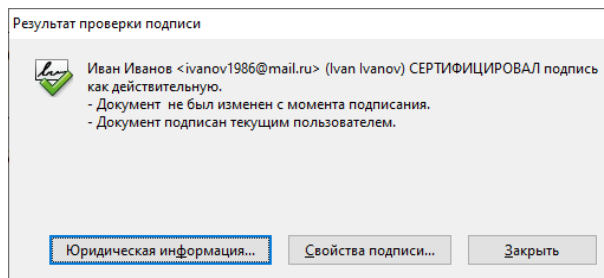 Результат проверки подписи
Иван Иванов <ivanov1986@mail.ru> (Ivan Ivanov) СЕРТИФИЦИРОВАЛ подпись
как действительную.
- Документ не был изменен с момента подписания.
- Документ подписан текущим пользователем.
Юридическая информация... Свойства подписи... Закрыть